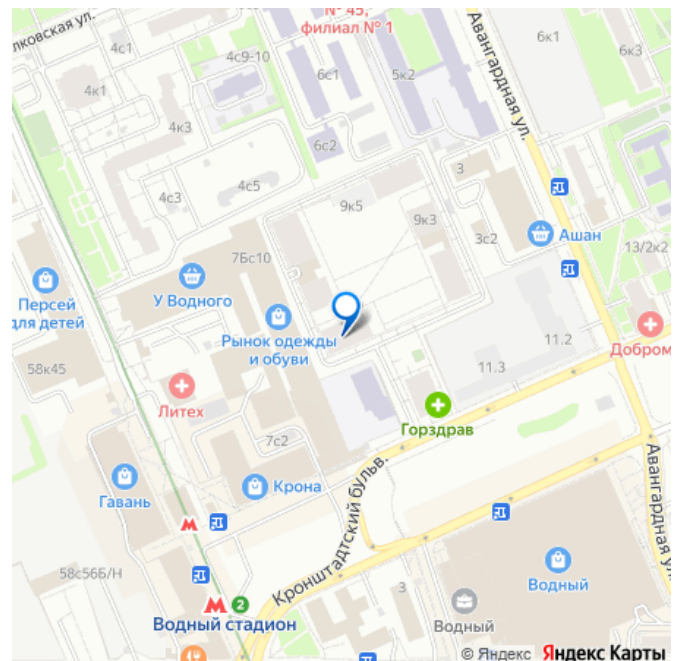 № 45,
филиал № 1
лковская ул.
4с1
4с9-10
6с1
5к2
Авангардная ул.
6к1
6к3
4к1
4к3
6с2
4с3
4с5
9к5
9к3
3
3с2
Ашан
13/2к2
7Бс10
У Водного
Персей
для детей
Рынок одежды
и обуви
11.2
11.3
Добром
58к45
Литех
Горздрав
7с2
Крона
Гавань
Кронштадтский бульв.
Авангардная ул.
58с56Б/Н
3
Водный
Водный
2
Водный стадион
© Яндекс Яндекс Карты